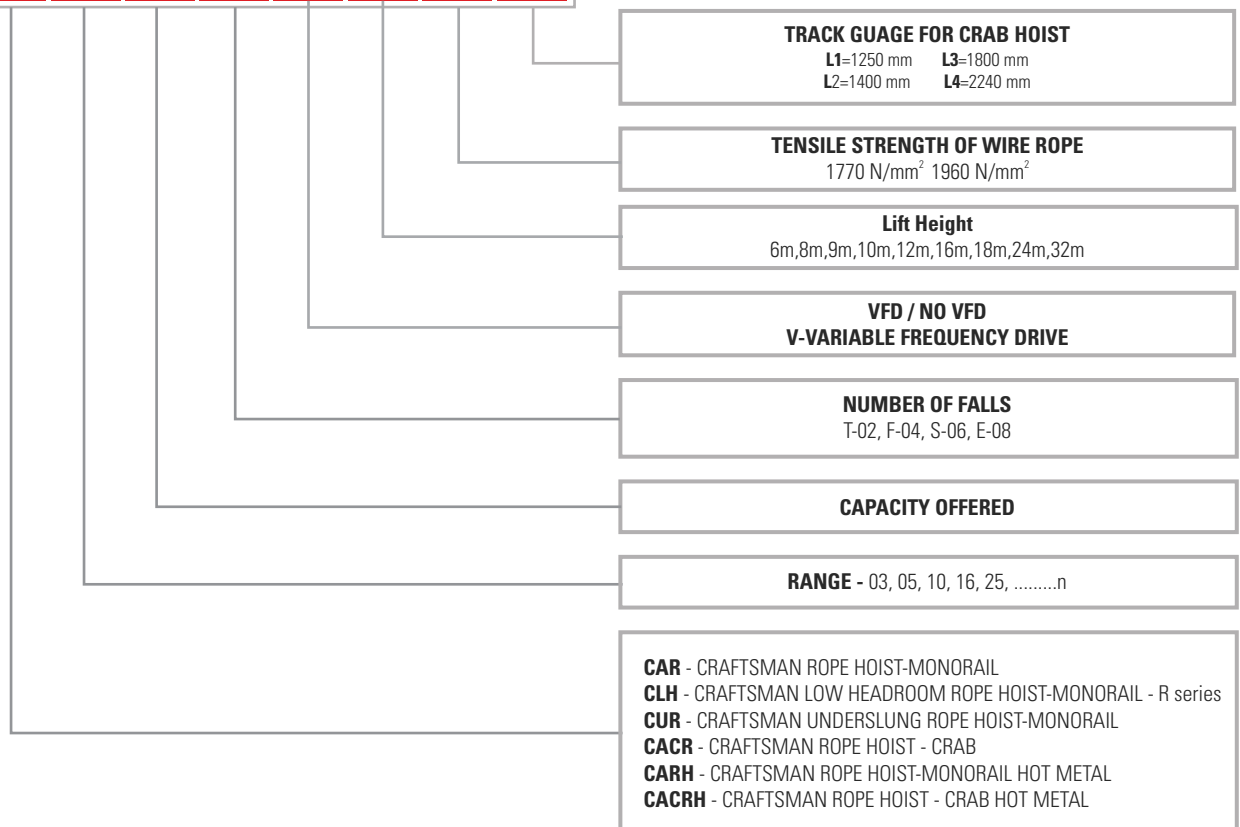 TRACK GUAGE FOR CRAB HOIST
L1=1250 mm L3=1800 mm
L2=1400 mm L4=2240 mm
TENSILE STRENGTH OF WIRE ROPE
1770 N/mm² 1960 N/mm²
Lift Height
6m,8m,9m,10m,12m,16m,18m,24m,32m
VFD / NO VFD
V-VARIABLE FREQUENCY DRIVE
NUMBER OF FALLS
T-02, F-04, S-06, E-08
CAPACITY OFFERED
RANGE - 03, 05, 10, 16, 25, .........n
CAR - CRAFTSMAN ROPE HOIST-MONORAIL
CLH - CRAFTSMAN LOW HEADROOM ROPE HOIST-MONORAIL - R series
CUR - CRAFTSMAN UNDERSLUNG ROPE HOIST-MONORAIL
CACR - CRAFTSMAN ROPE HOIST - CRAB
CARH - CRAFTSMAN ROPE HOIST-MONORAIL HOT METAL
CACRH - CRAFTSMAN ROPE HOIST - CRAB HOT METAL